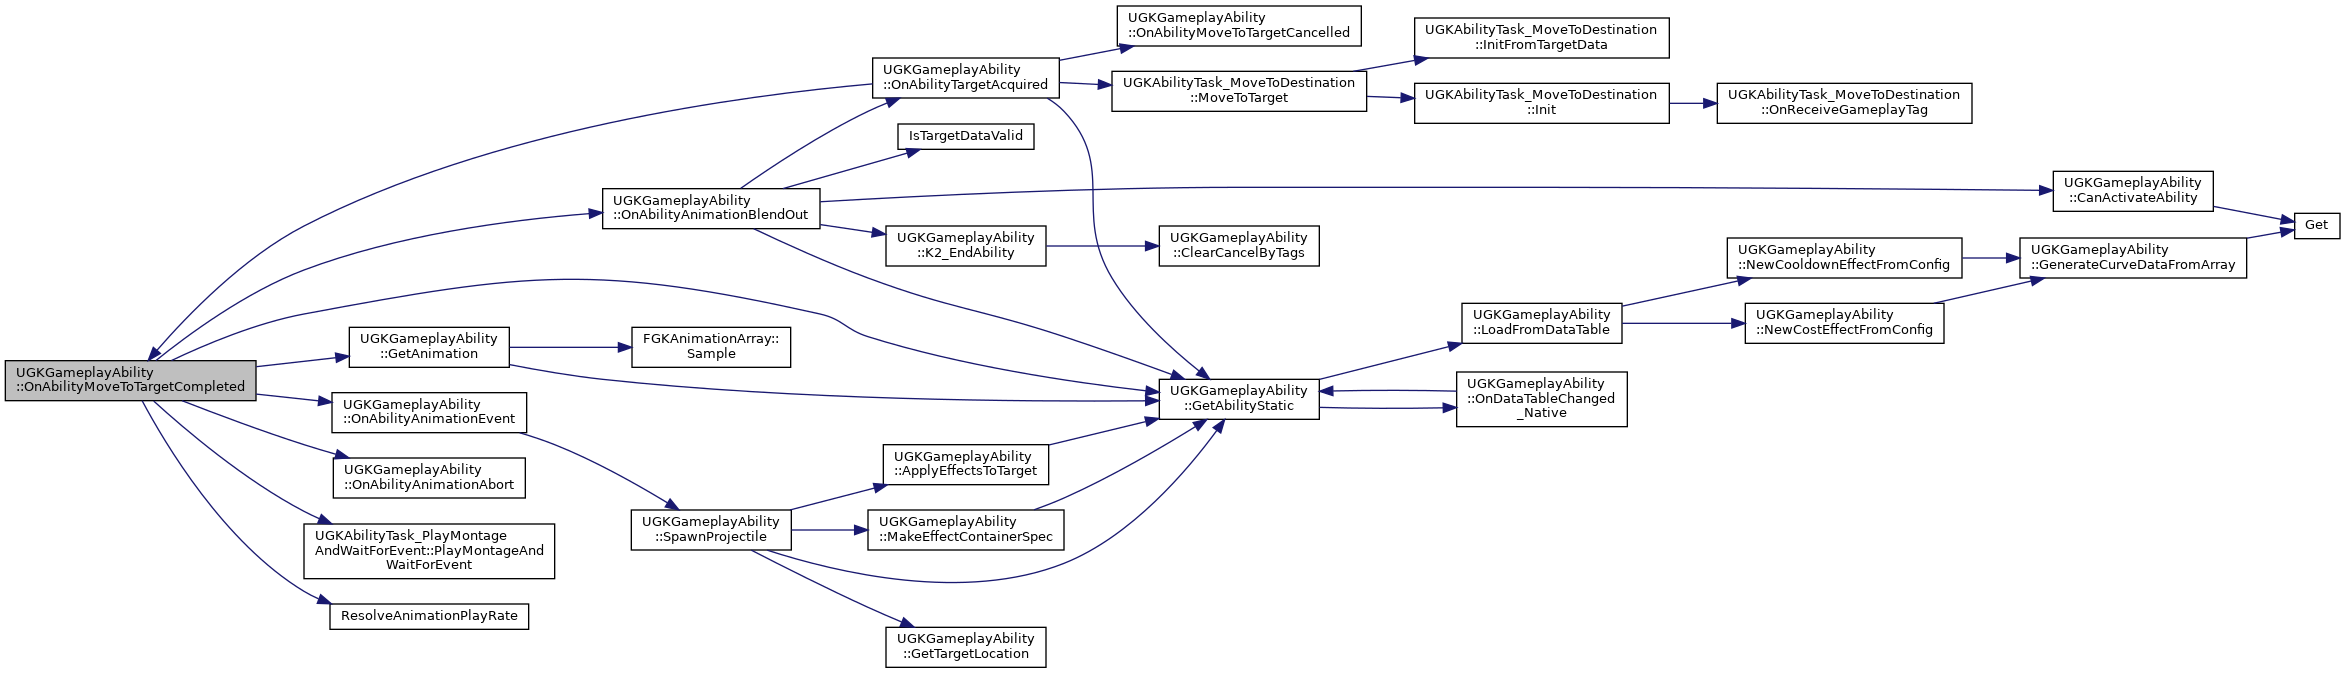 UGKGameplayAbility
::OnAbilityMoveToTargetCompleted
UGKGameplayAbility
::OnAbilityAnimationBlendOut
UGKGameplayAbility
::OnAbilityTargetAcquired
UGKGameplayAbility
::OnAbilityMoveToTargetCancelled
UGKAbilityTask_MoveToDestination
::MoveToTarget
UGKAbilityTask_MoveToDestination
::InitFromTargetData
UGKAbilityTask_MoveToDestination
::Init
UGKAbilityTask_MoveToDestination
::OnReceiveGameplayTag
IsTargetDataValid
UGKGameplayAbility
::CanActivateAbility
Get
UGKGameplayAbility
::K2_EndAbility
UGKGameplayAbility
::ClearCancelByTags
UGKGameplayAbility
::NewCooldownEffectFromConfig
UGKGameplayAbility
::GenerateCurveDataFromArray
UGKGameplayAbility
::LoadFromDataTable
UGKGameplayAbility
::NewCostEffectFromConfig
UGKGameplayAbility
::GetAnimation
FGKAnimationArray::
Sample
UGKGameplayAbility
::GetAbilityStatic
UGKGameplayAbility
::OnDataTableChanged
_Native
UGKGameplayAbility
::OnAbilityAnimationEvent
UGKGameplayAbility
::OnAbilityAnimationAbort
UGKGameplayAbility
::ApplyEffectsToTarget
UGKGameplayAbility
::SpawnProjectile
UGKGameplayAbility
::MakeEffectContainerSpec
UGKAbilityTask_PlayMontage
AndWaitForEvent::PlayMontageAnd
WaitForEvent
ResolveAnimationPlayRate
UGKGameplayAbility
::GetTargetLocation